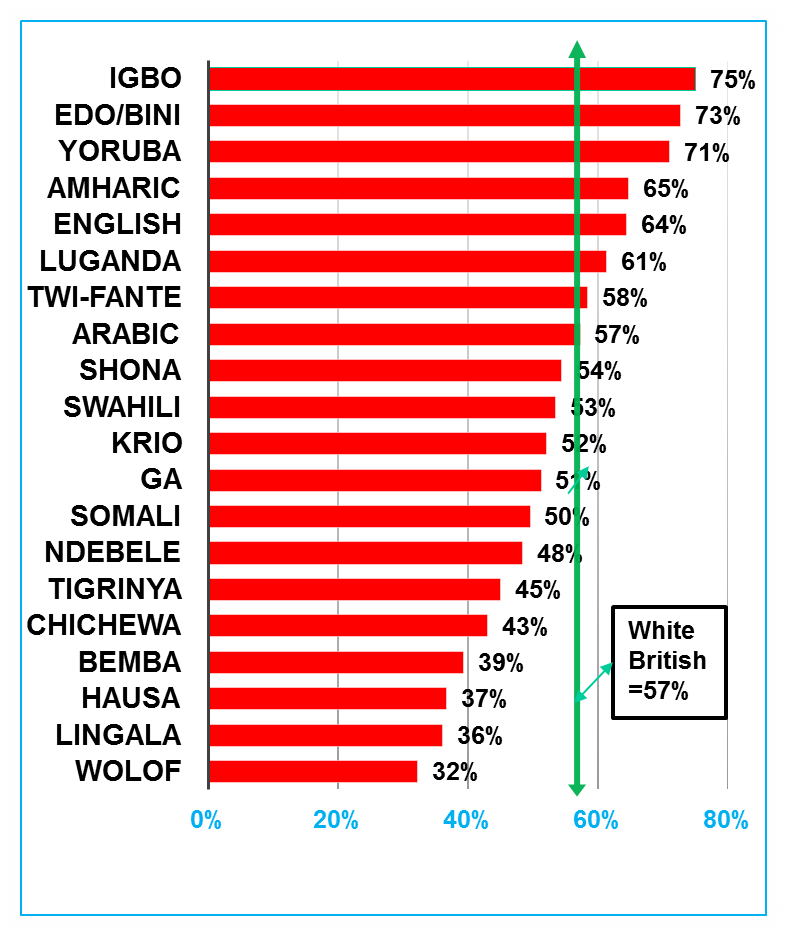 IGBO 75%
EDO/BINI 73%
YORUBA 71%
AMHARIC 65%
ENGLISH 64%
LUGANDA 61%
TWI-FANTE 58%
ARABIC 57%
SHONA 54%
SWAHILI 53%
KRIO 52%
GA 51%
SOMALI 50%
NDEBELE 48%
TIGRINYA 45%
CHICHEWA 43%
BEMBA 39%
HAUSA 37%
LINGALA 36%
WOLOF 32%
White
British
=57%
0% 20% 40% 60% 80%